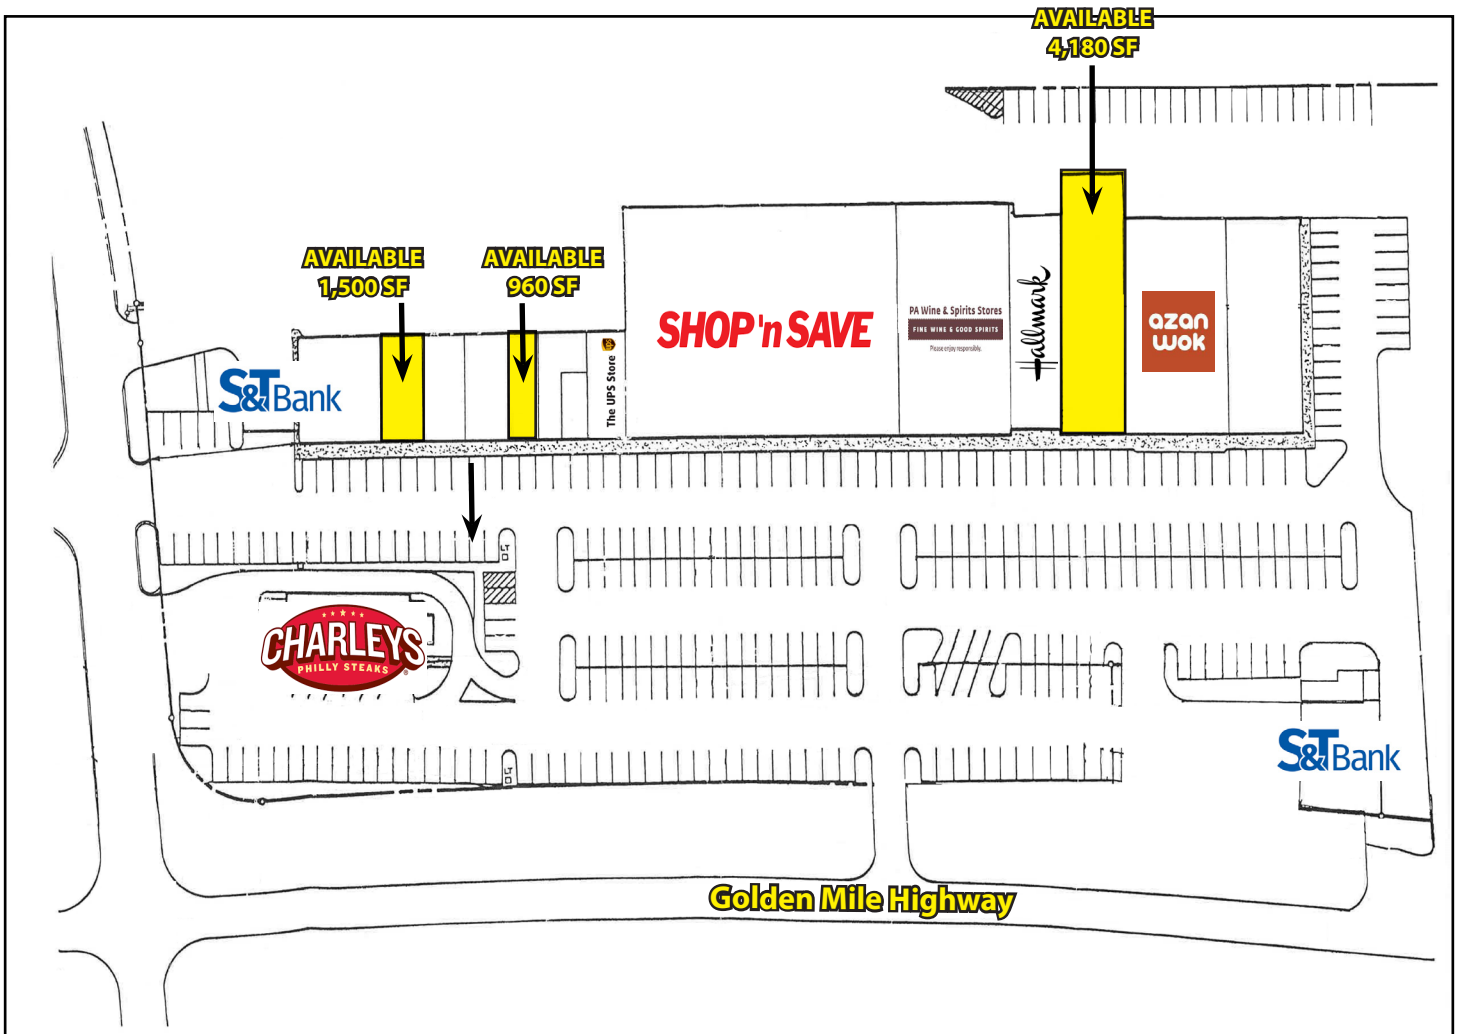 AVAILABLE
4,180 SF
AVAILABLE
1,500 SF
AVAILABLE
960 SF
S&T Bank
The UPS Store
SHOP 'n SAVE
PA Wine & Spirits Stores
FINE WINE & GOOD SPIRITS
Please enjoy responsibly.
Hallmark
azan
wok
CHARLEYS
PHILLY STEAKS
S&T Bank
Golden Mile Highway